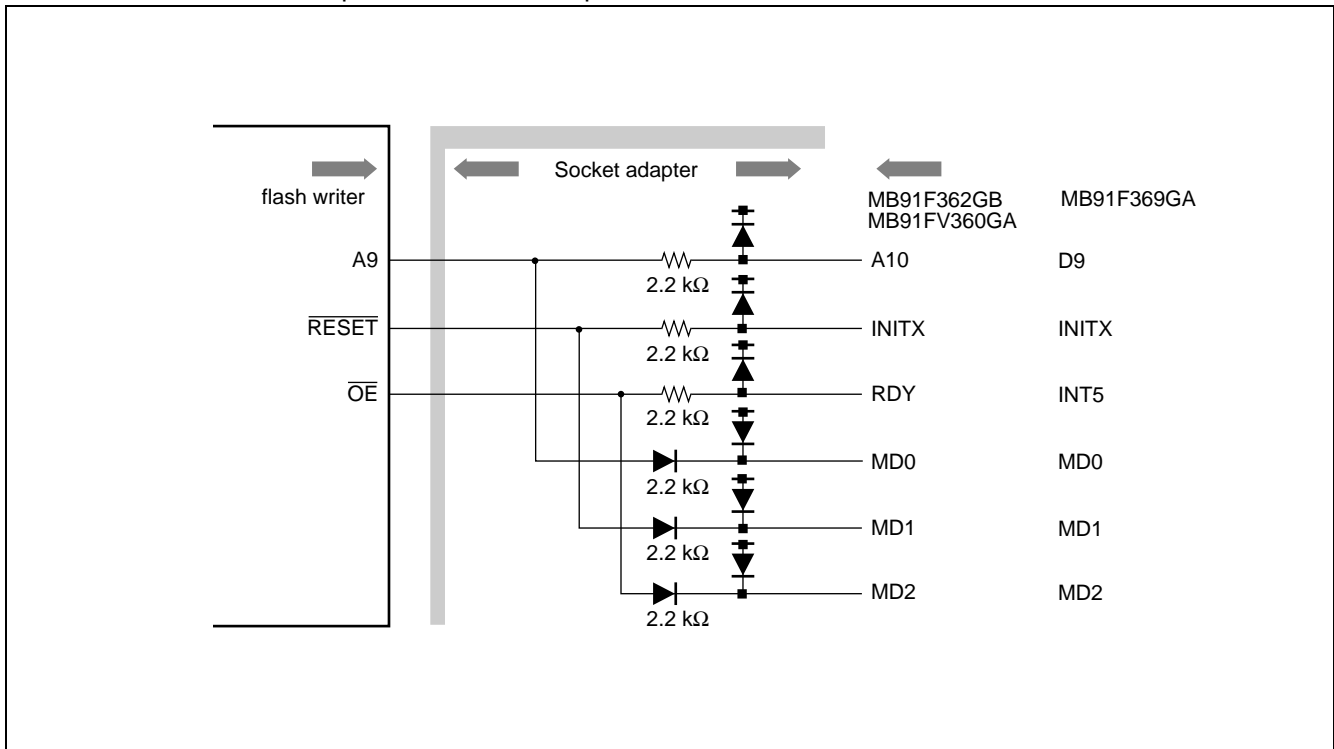 flash writer
Socket adapter
MB91F362GB
MB91FV360GA
MB91F369GA
A9
2.2 kΩ
A10
D9
RESET
2.2 kΩ
INITX
INITX
OE
2.2 kΩ
RDY
INT5
2.2 kΩ
MD0
MD0
2.2 kΩ
MD1
MD1
2.2 kΩ
MD2
MD2